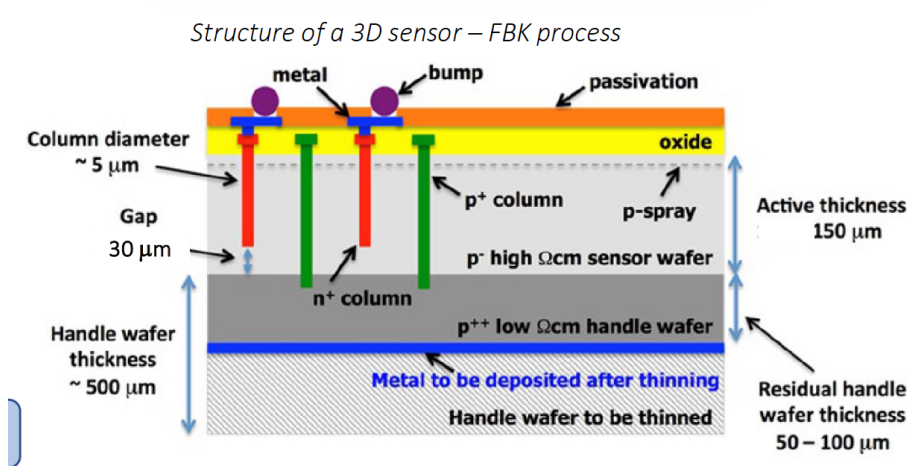 Structure of a 3D sensor – FBK process
metal
bump
passivation
Column diameter
~ 5 μm
oxide
p+ column
p-spray
Active thickness
150 μm
Gap
30 μm
p- high Ωcm sensor wafer
n+ column
p++ low Ωcm handle wafer
Handle wafer
thickness
~ 500 μm
Metal to be deposited after thinning
Handle wafer to be thinned
Residual handle
wafer thickness
50 – 100 μm